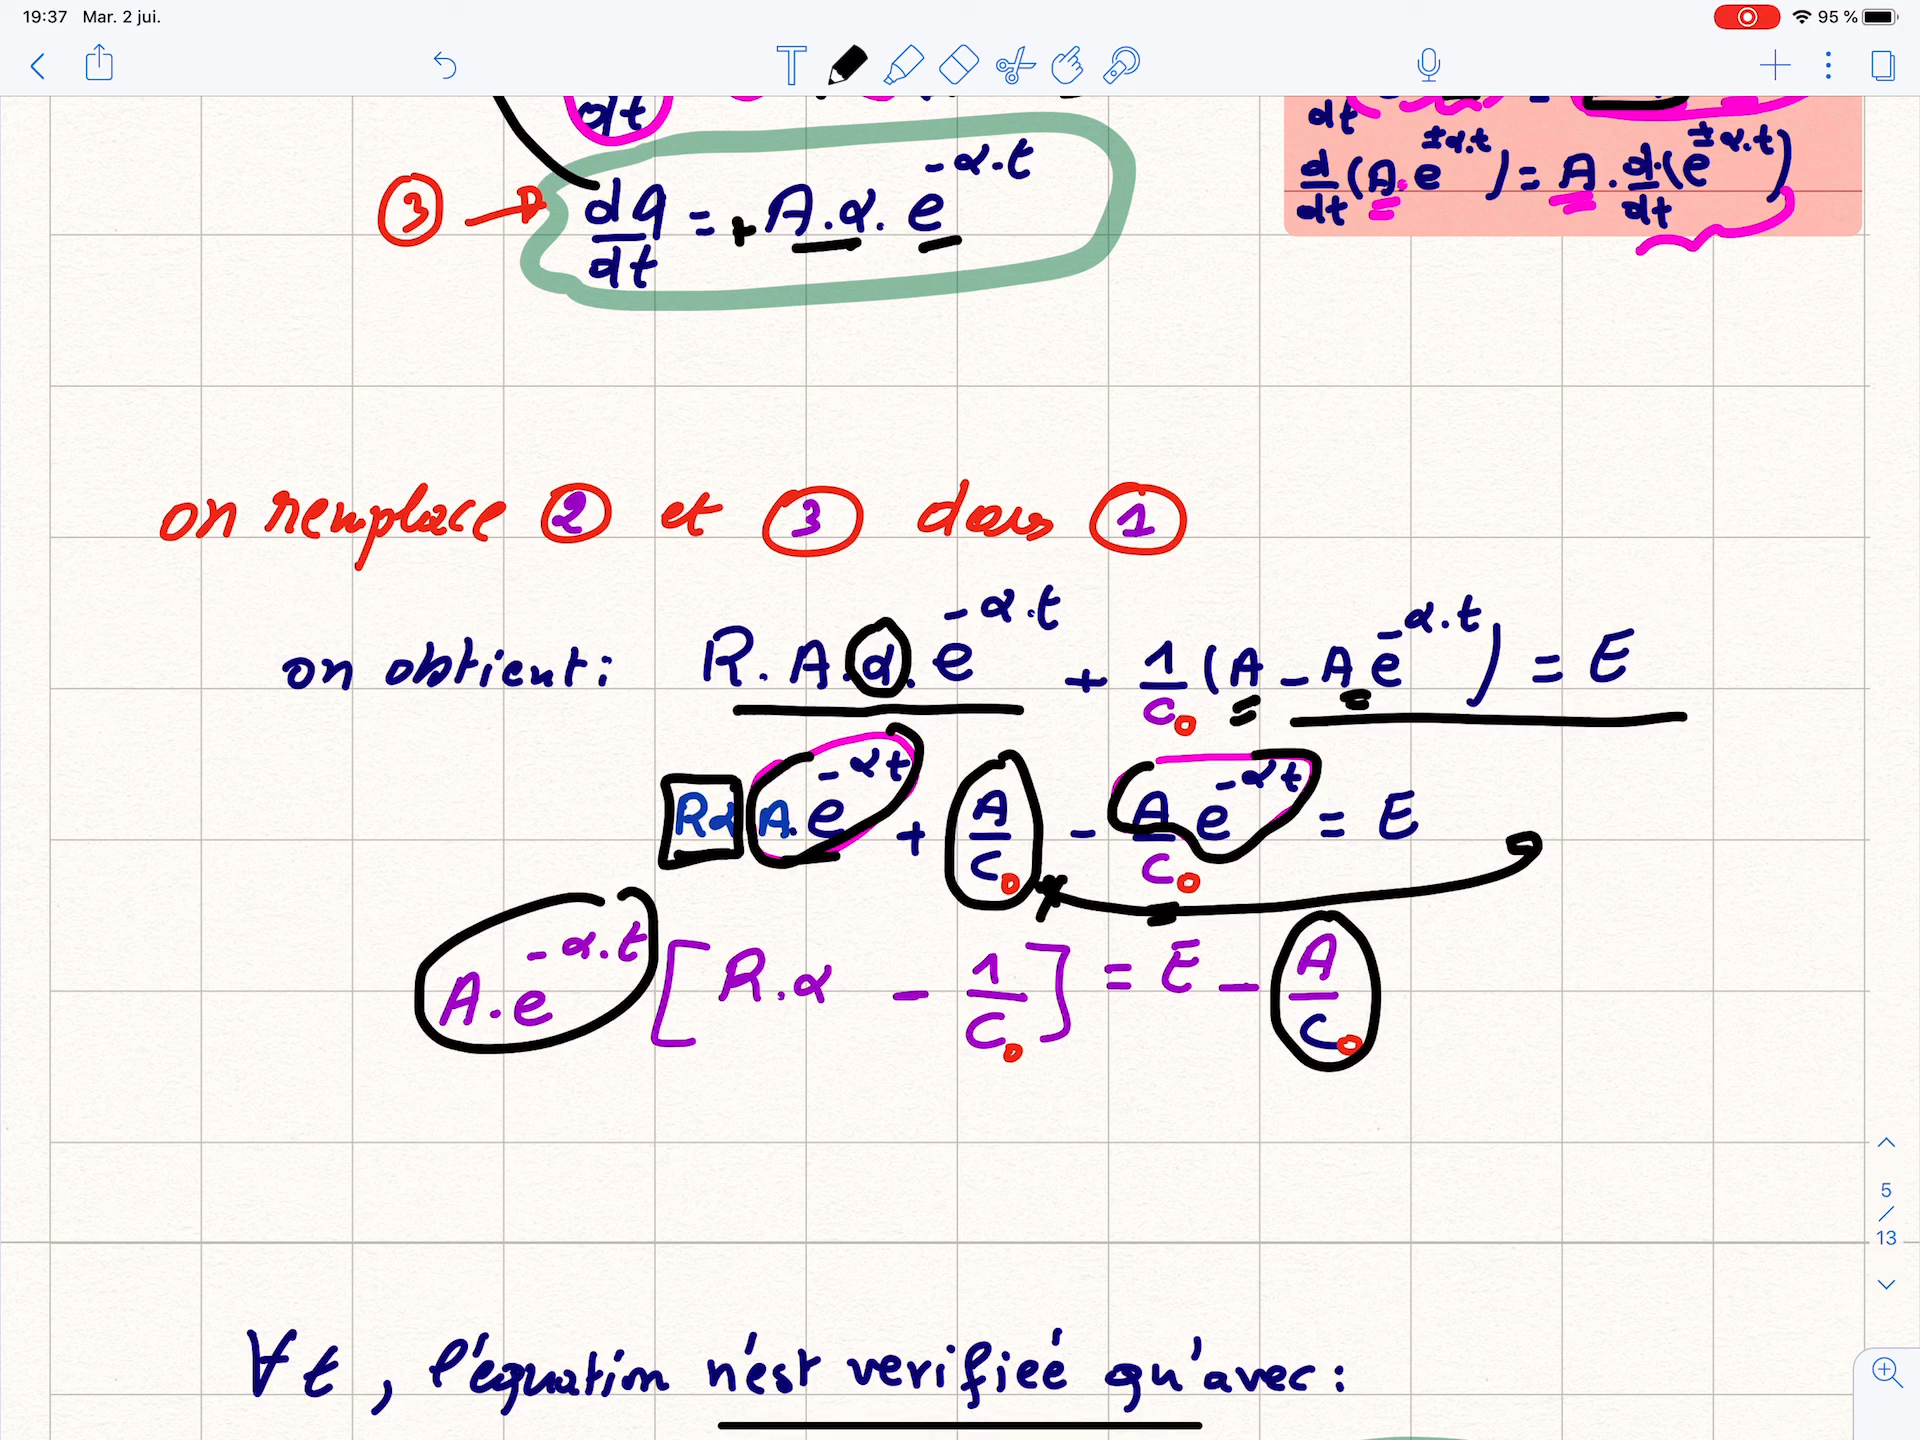 19:37 Mar. 2 jui. 95 %
T
dt
dt
③ → dq/dt = + A.α. e^-α.t
d/dt (A.e^±α.t) = A.d/dt.(e^±α.t)
on remplace ② et ③ dans ①
on obtient: R.A.α.e^-α.t + 1/C₀ (A - A e^-α.t) = E
Rα A.e^-αt + A/C₀ - A/C₀ e^-αt = E
A.e^-α.t [R.α - 1/C₀] = E - A/C₀
5
/
13
∀t, l'équation n'est verifieé qu'avec: